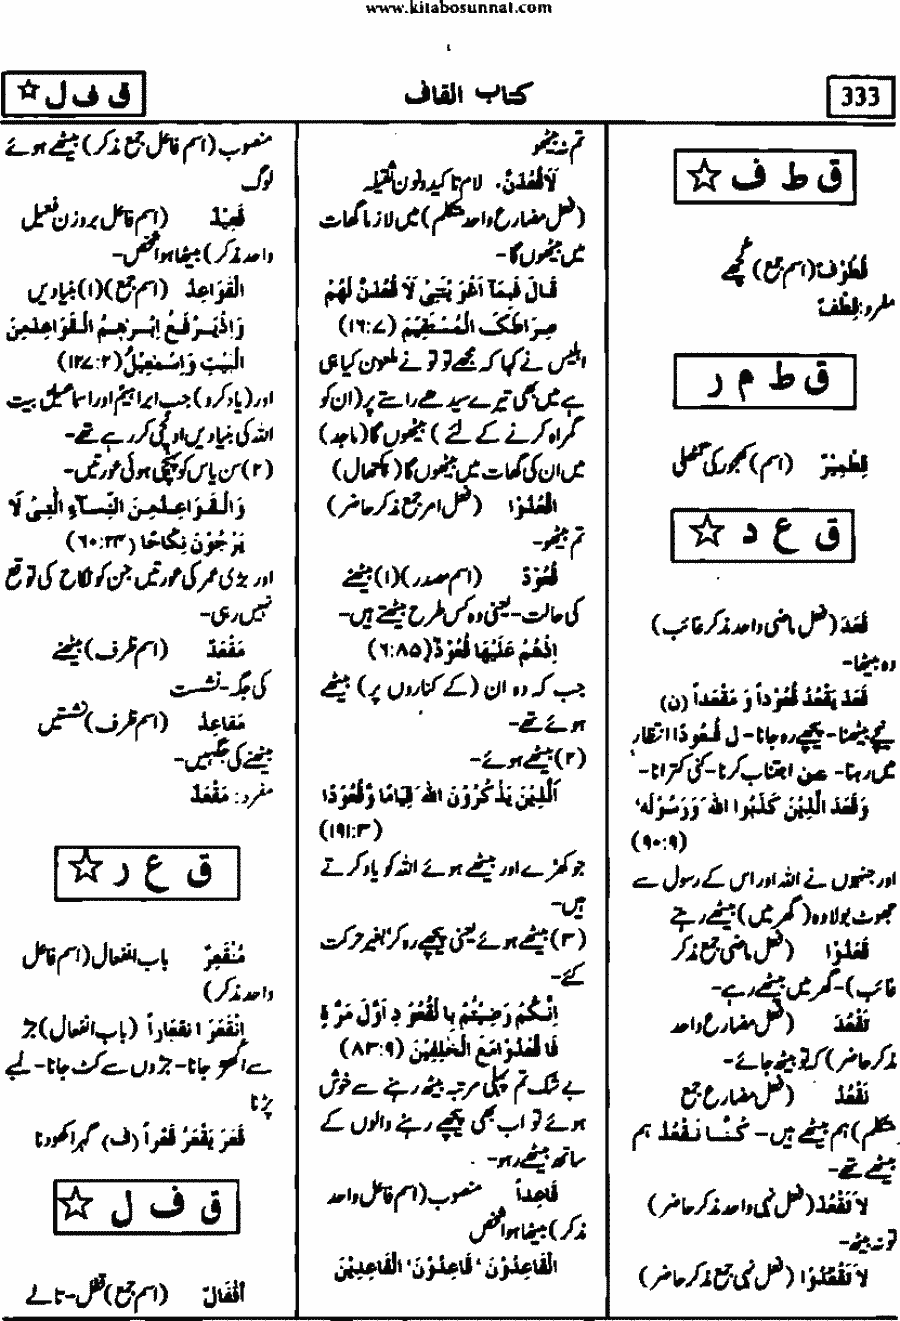 www.kitabosunnat.com
333
کتاب القاف
ق ف ل ☆
ق ط ف ☆
قُطُوْفٌ (اسم جمع) گچھے
مفرد: قِطْفٌ
ق ط م ر
قِطْمِیْرٌ (اسم) کھجور کی گٹھلی
ق ع د ☆
قَعَدَ (فعل ماضی واحد مذکر غائب)
وہ بیٹھا۔
قَعَدَ یَقْعُدُ قُعُوْداً وَ مَقْعَداً (ن)
نیچے بیٹھنا۔ پیچھے رہ جانا۔ ل قُعُودًا انتظار
میں رہنا۔ عن اجتناب کرنا۔ کنی کترانا۔
وَقَعَدَ الَّذِیْنَ کَذَبُوا اللّٰہَ وَرَسُوْلَہٗ
(۹:۹۰)
اور جنہوں نے اللہ اور اس کے رسول سے
جھوٹ بولا وہ (گھر میں) بیٹھے رہے
قَعَدُوْا (فعل ماضی جمع مذکر
غائب)۔ گھر میں بیٹھے رہے۔
تَقْعُدَ (فعل مضارع واحد
مذکر حاضر) کہ تو بیٹھ جائے۔
نَقْعُدُ (فعل مضارع جمع
متکلم) ہم بیٹھے ہیں۔ کُنَّا نَقْعُدُ ہم
بیٹھے تھے۔
لاَ تَقْعُدْ (فعل نہی واحد مذکر حاضر)
تو نہ بیٹھ۔
لاَ تَقْعُدُوْا (فعل نہی جمع مذکر حاضر)
تم نہ بیٹھو
لَاَقْعُدَنَّ۔ لام تاکید و نون ثقیلہ
(فعل مضارع واحد متکلم) میں لازماً گھات
میں بیٹھوں گا۔
قَالَ فَبِمَآ اَغْوَیْتَنِیْ لَاَقْعُدَنَّ لَھُمْ
صِرَاطَکَ الْمُسْتَقِیْمَ (۷:۱۶)
ابلیس نے کہا کہ مجھے تو تو نے ملعون کیا ہی
ہے میں بھی تیرے سیدھے راستے پر (ان کو
گمراہ کرنے کے لئے) بیٹھوں گا (ماجد)
میں ان کی گھات میں بیٹھوں گا (کتھال)
اقْعُدُوْا (فعل امر جمع مذکر حاضر)
تم بیٹھو۔
قُعُوْدٌ (اسم مصدر) (۱) بیٹھنے
کی حالت۔ یعنی وہ کس طرح بیٹھتے ہیں۔
اِذْھُمْ عَلَیْھَا قُعُوْدٌ (۸۵:۶)
جب کہ وہ ان (کے کناروں پر) بیٹھے
ہوئے تھے۔
(۲) بیٹھے ہوئے۔
اَلَّذِیْنَ یَذْکُرُوْنَ اللّٰہَ قِیَامًا وَّقُعُوْدًا
(۳:۱۹۱)
جو کھڑے اور بیٹھے ہوئے اللہ کو یاد کرتے
ہیں۔
(۳) بیٹھے ہوئے یعنی پیچھے رہ کر بغیر حرکت
کئے۔
اِنَّکُمْ رَضِیْتُمْ بِالْقُعُوْدِ اَوَّلَ مَرَّۃٍ
فَاقْعُدُوْا مَعَ الْخٰلِفِیْنَ (۹:۸۳)
بے شک تم پہلی مرتبہ بیٹھ رہنے سے خوش
ہوئے تو اب بھی پیچھے رہنے والوں کے
ساتھ بیٹھے رہو۔
قَاعِداً منصوب (اسم فاعل واحد
مذکر) بیٹھا ہوا شخص
القَاعِدُوْنَ، قَاعِدُوْنَ، القَاعِدِیْنَ
منصوب (اسم فاعل جمع مذکر) بیٹھے ہوئے
لوگ
قَعِیْدٌ (اسم فاعل بروزن فعیل
واحد مذکر) بیٹھا ہوا شخص۔
القَوَاعِدُ (اسم جمع) (۱) بنیادیں
وَاِذْیَرْفَعُ اِبْرٰھٖمُ الْقَوَاعِدَمِنَ
الْبَیْتِ وَاِسْمٰعِیْلُ (۲:۱۲۷)
اور (یاد کرو) جب ابراہیمؑ اور اسماعیلؑ بیت
اللہ کی بنیادیں اونچی کر رہے تھے۔
(۲) سن یاس کو پہنچی ہوئی عورتیں۔
وَالْقَوَاعِدُمِنَ النِّسَآءِ الّٰتِیْ لَا
یَرْجُوْنَ نِکَاحًا (۲۴:۶۰)
اور بڑی عمر کی عورتیں جن کو نکاح کی توقع
نہیں رہی۔
مَقْعَدٌ (اسم ظرف) بیٹھنے
کی جگہ۔ نشست
مَقَاعِدُ (اسم ظرف) نشستیں
بیٹھنے کی جگہیں۔
مفرد: مَقْعَدٌ
ق ع ر ☆
مُنْقَعِرٌ باب انفعال (اسم فاعل
واحد مذکر)
اِنْقَعَرَ انقعاراً (باب انفعال) جڑ
سے اکھڑ جانا۔ جڑوں سے کٹ جانا۔ لمبے
پڑنا
قَعَرَ یَقْعَرُ قَعْراً (ف) گہرا کھودنا
ق ف ل ☆
اَقْفَالٌ (اسم جمع) قفل۔ تالے